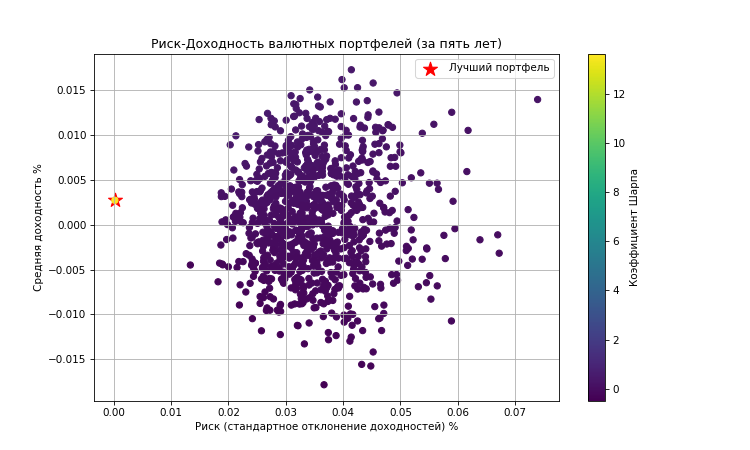 Риск-Доходность валютных портфелей (за пять лет)
Лучший портфель
Средняя доходность %
0.015
0.010
0.005
0.000
−0.005
−0.010
−0.015
0.00 0.01 0.02 0.03 0.04 0.05 0.06 0.07
Риск (стандартное отклонение доходностей) %
12
10
8
6
4
2
0
Коэффициент Шарпа